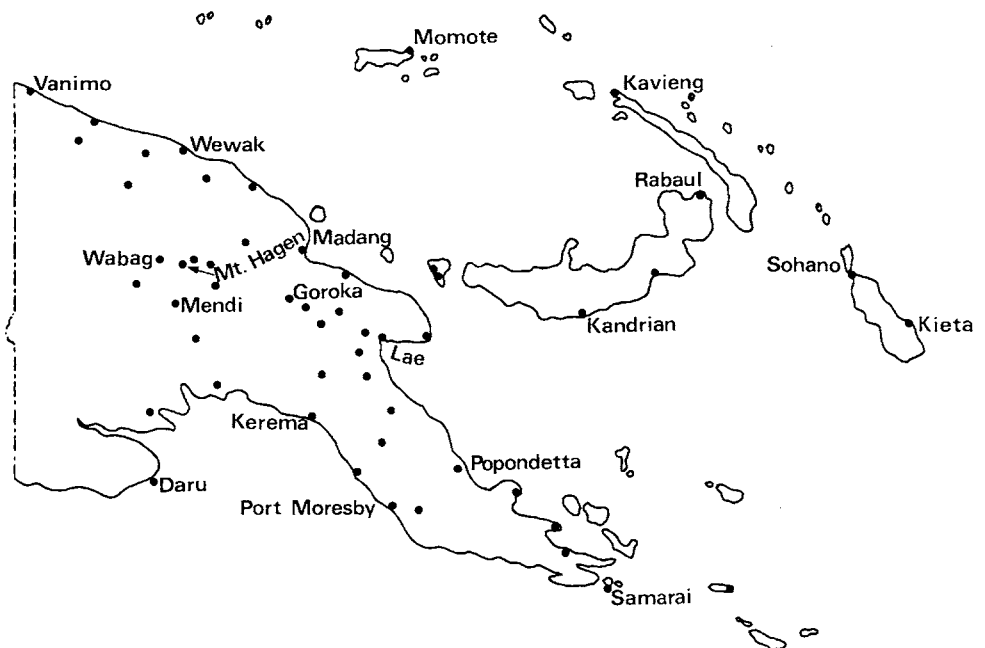 Momote
Vanimo
Kavieng
Wewak
Rabaul
Madang
Wabag
Mt. Hagen
Sohano
Goroka
Mendi
Kandrian
Kieta
Lae
Kerema
Popondetta
Daru
Port Moresby
Samarai